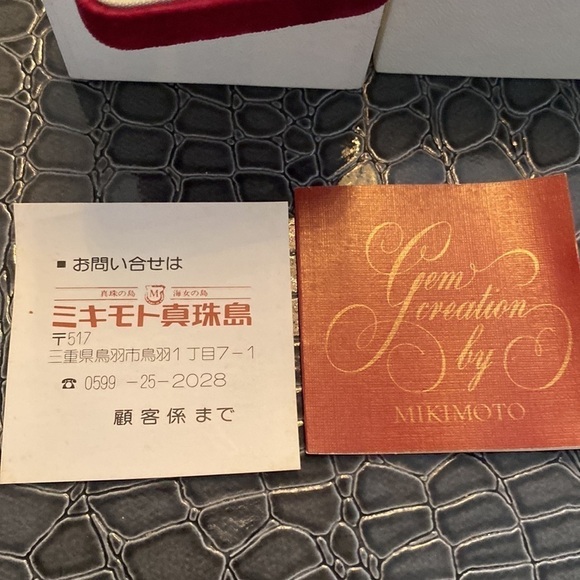 ■ お問い合せは
真珠の島 M 海女の島
ミキモト真珠島
〒517
三重県鳥羽市鳥羽1丁目7-1
☎ 0599 -25-2028
顧客係まで
Gem
creation
by
MIKIMOTO